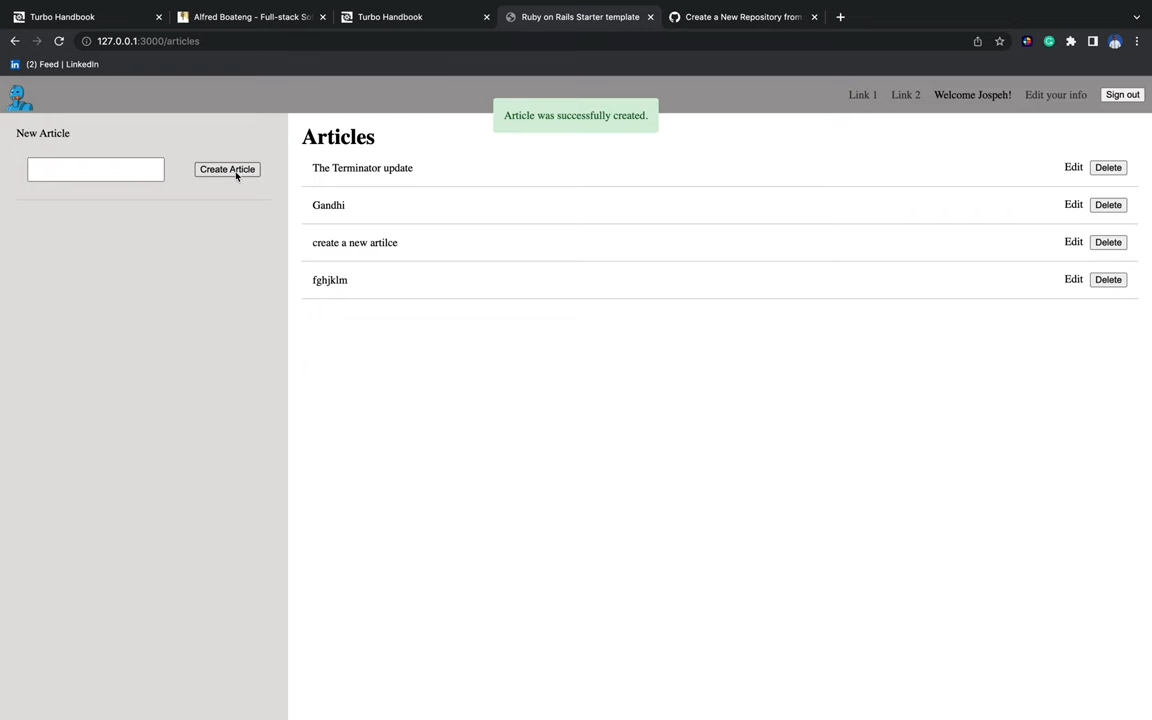 Turbo Handbook
Alfred Boateng - Full-stack So
Turbo Handbook
Ruby on Rails Starter template
Create a New Repository from
127.0.0.1:3000/articles
(2) Feed | LinkedIn
Link 1
Link 2
Welcome Jospeh!
Edit your info
Sign out
Article was successfully created.
New Article
Create Article
Articles
The Terminator update
Edit
Delete
Gandhi
Edit
Delete
create a new artilce
Edit
Delete
fghjklm
Edit
Delete